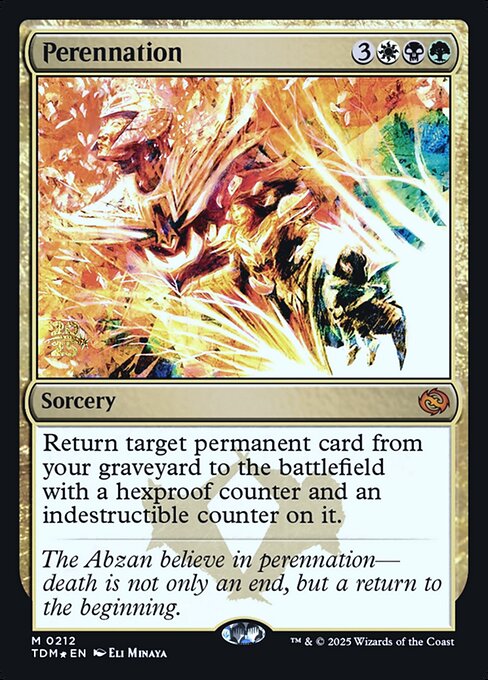 Perennation 3
Sorcery
Return target permanent card from
your graveyard to the battlefield
with a hexproof counter and an
indestructible counter on it.
The Abzan believe in perennation—
death is not only an end, but a return to
the beginning.
M 0212
TDM★EN Eli Minaya
™ & © 2025 Wizards of the Coast